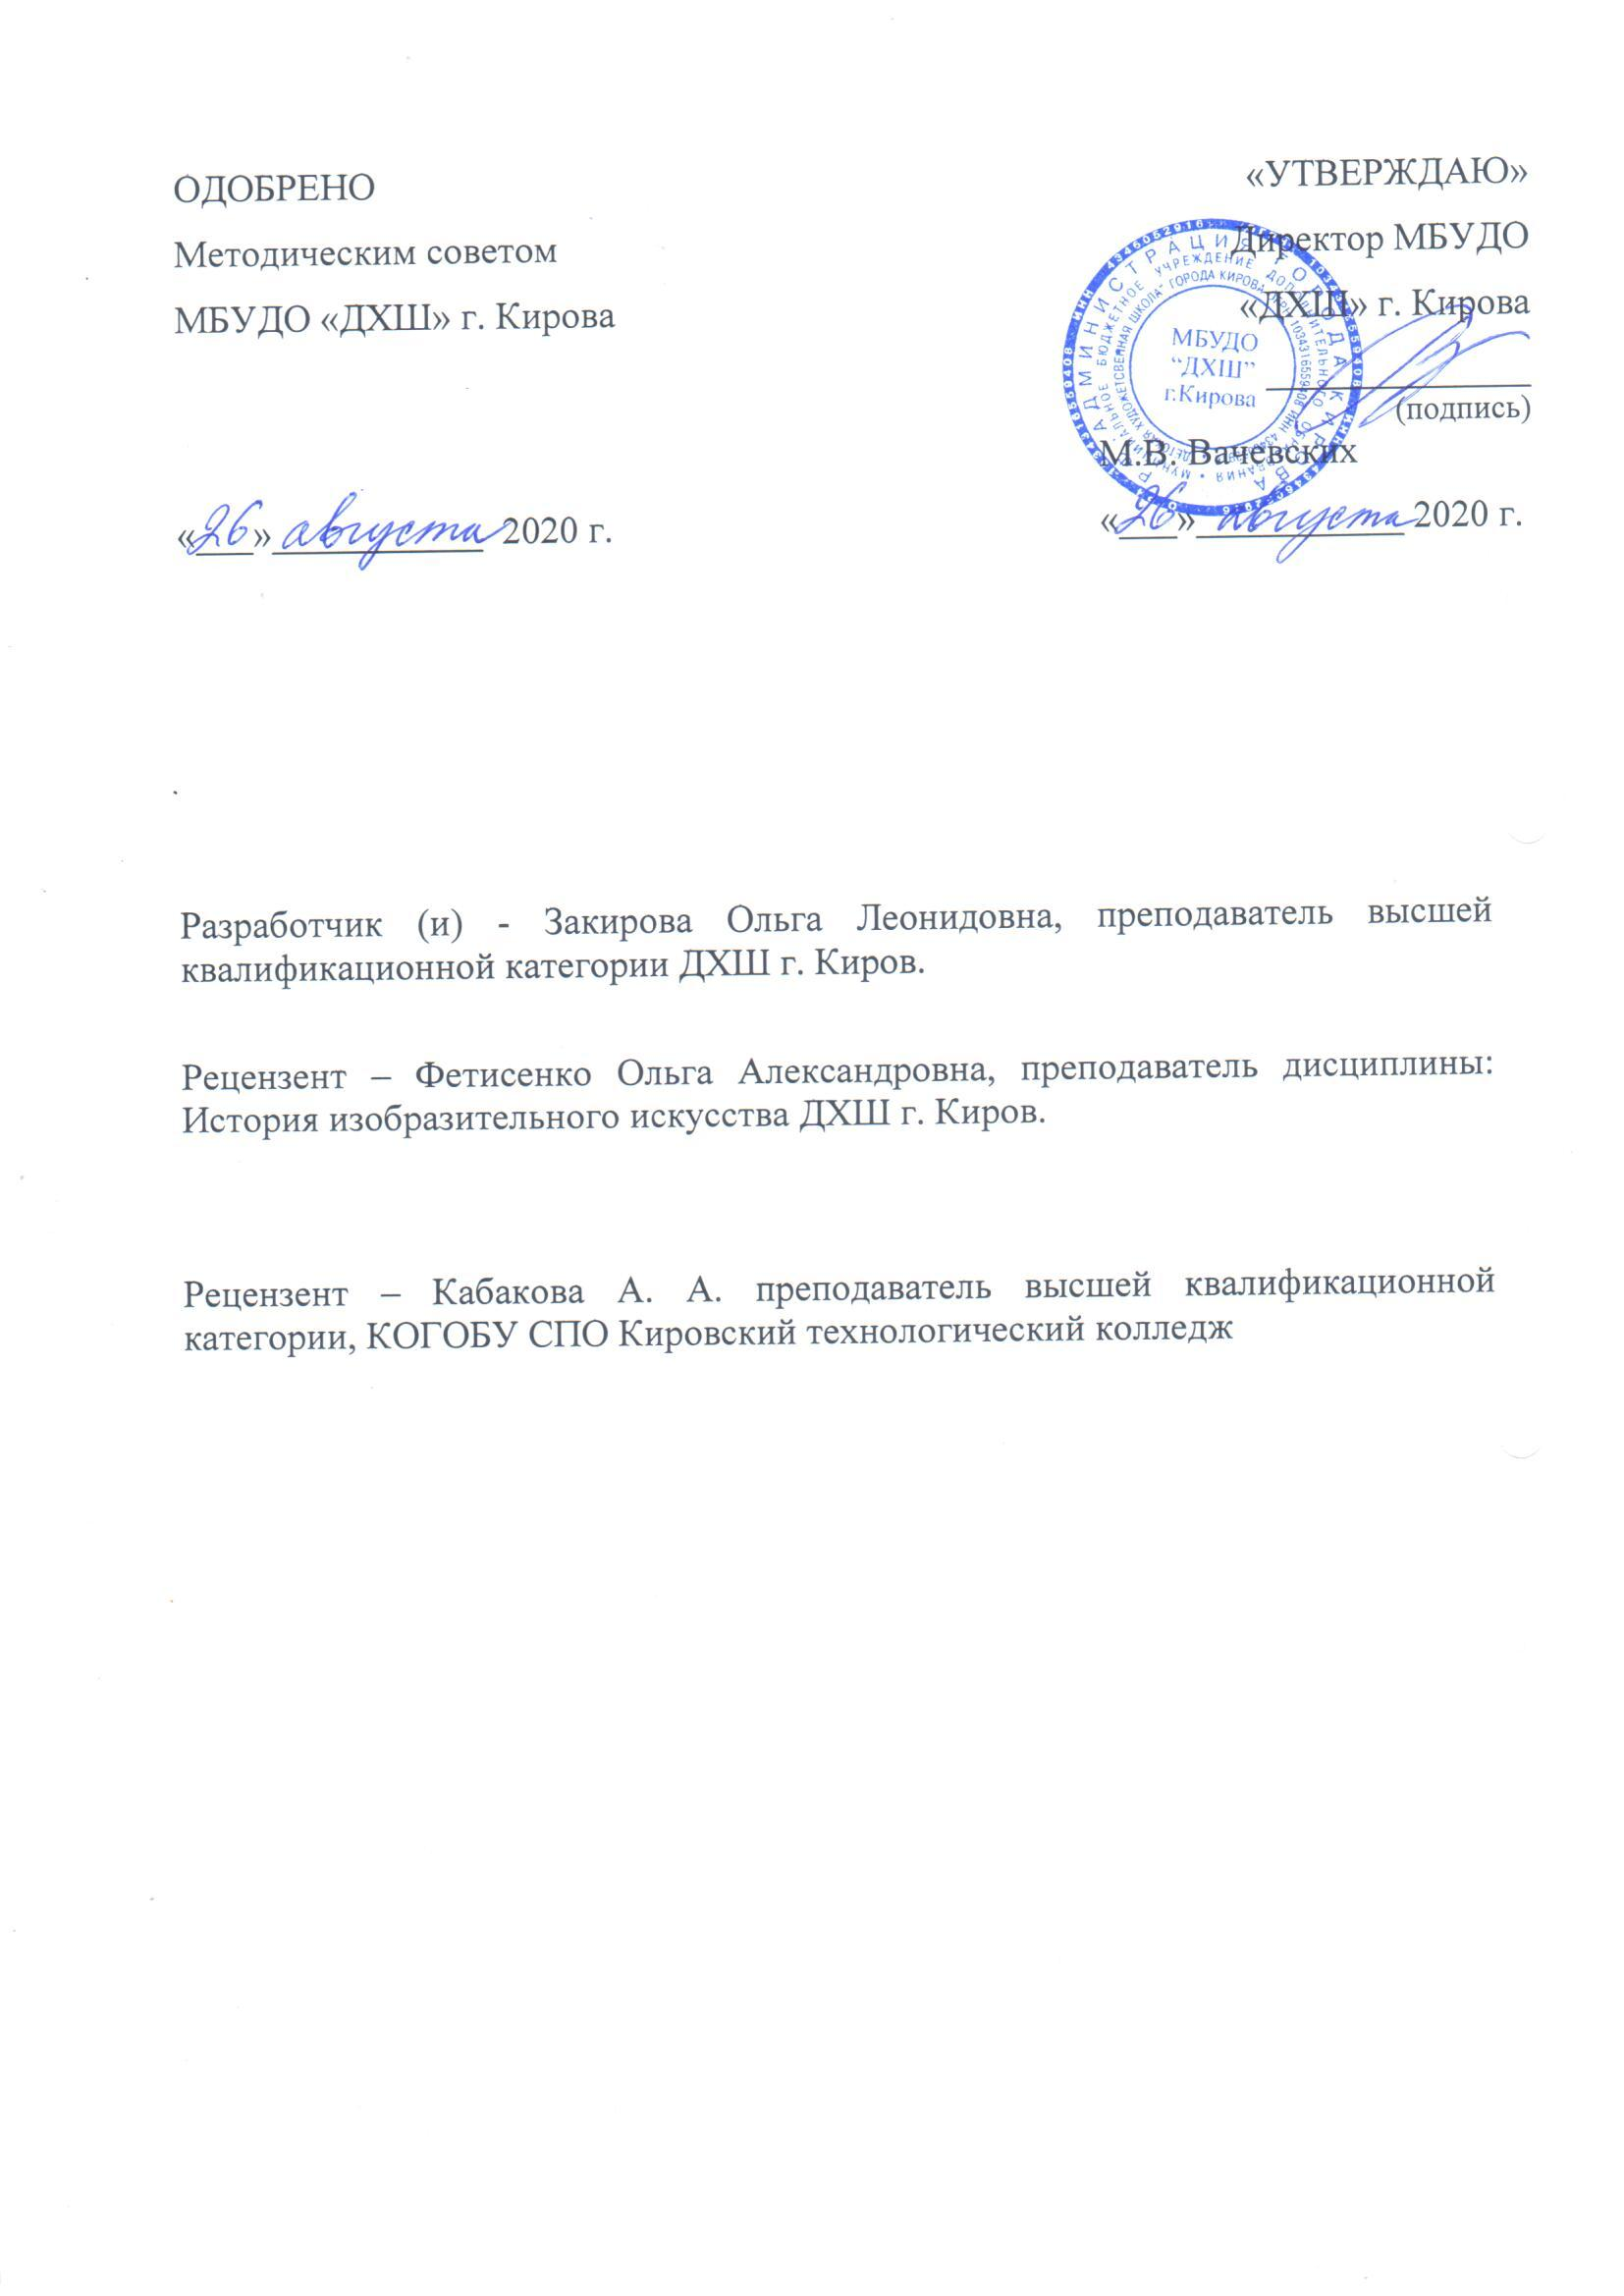 ОДОБРЕНО
Методическим советом
МБУДО «ДХШ» г. Кирова
«26» августа 2020 г.
«УТВЕРЖДАЮ»
Директор МБУДО
«ДХШ» г. Кирова
(подпись)
М.В. Вачевских
«26» августа 2020 г.
МБУДО
“ДХШ”
г.Кирова
Разработчик (и) - Закирова Ольга Леонидовна, преподаватель высшей
квалификационной категории ДХШ г. Киров.
Рецензент – Фетисенко Ольга Александровна, преподаватель дисциплины:
История изобразительного искусства ДХШ г. Киров.
Рецензент – Кабакова А. А. преподаватель высшей квалификационной
категории, КОГОБУ СПО Кировский технологический колледж